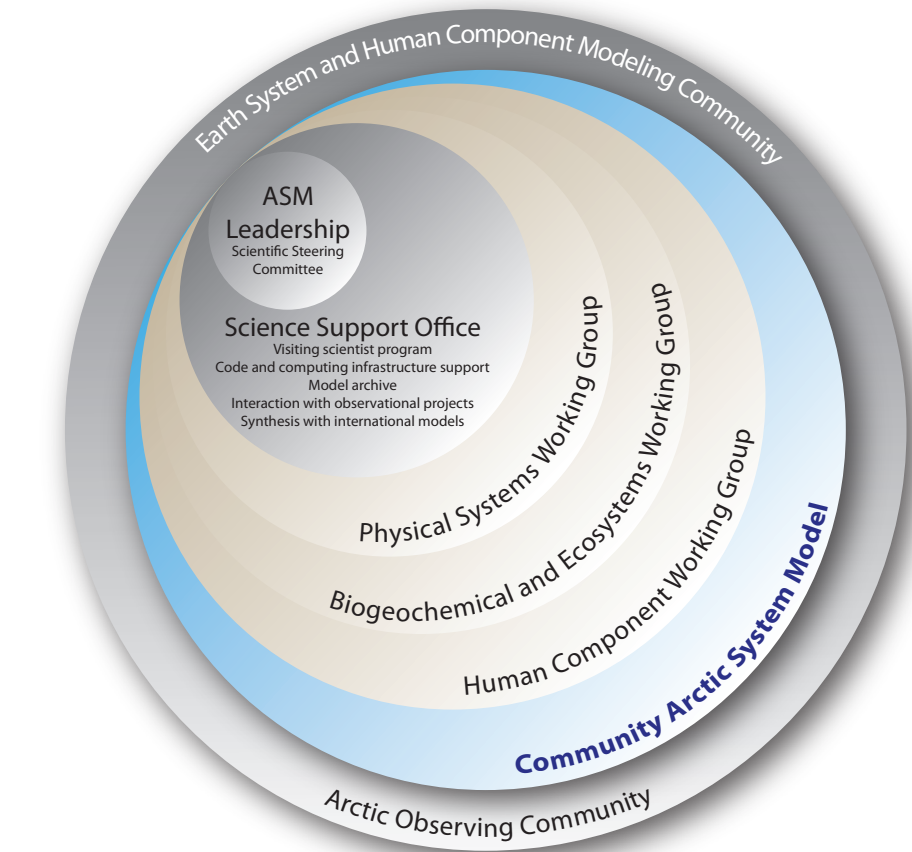 Earth System and Human Component Modeling Community
ASM
Leadership
Scientific Steering
Committee
Science Support Office
Visiting scientist program
Code and computing infrastructure support
Model archive
Interaction with observational projects
Synthesis with international models
Physical Systems Working Group
Biogeochemical and Ecosystems Working Group
Human Component Working Group
Community Arctic System Model
Arctic Observing Community